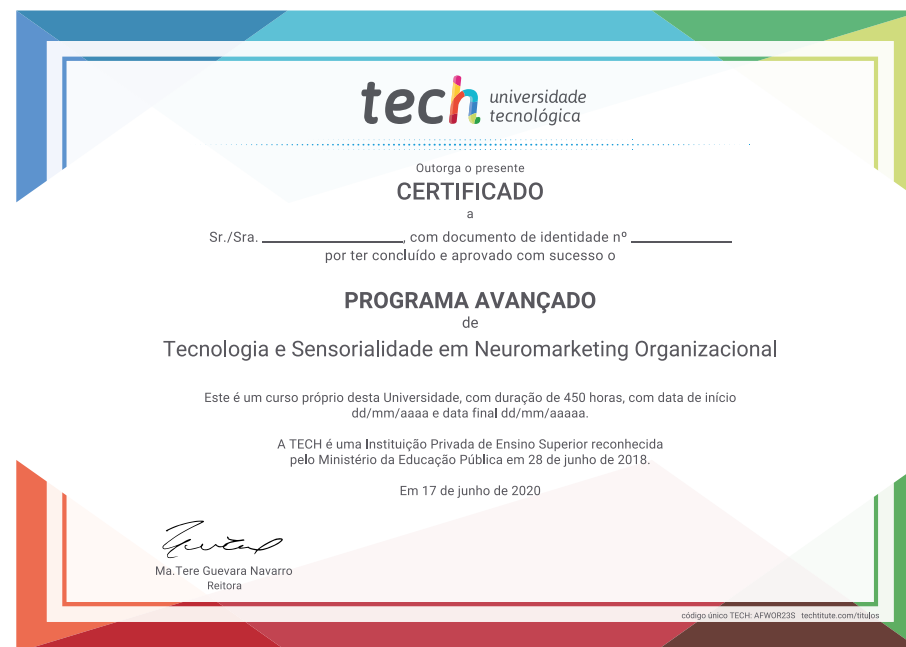 tech universidade
tecnológica
Outorga o presente
CERTIFICADO
a
Sr./Sra. ____________, com documento de identidade nº ____________
por ter concluído e aprovado com sucesso o
PROGRAMA AVANÇADO
de
Tecnologia e Sensorialidade em Neuromarketing Organizacional
Este é um curso próprio desta Universidade, com duração de 450 horas, com data de início
dd/mm/aaaa e data final dd/mm/aaaaa.
A TECH é uma Instituição Privada de Ensino Superior reconhecida
pelo Ministério da Educação Pública em 28 de junho de 2018.
Em 17 de junho de 2020
Ma.Tere Guevara Navarro
Reitora
código único TECH: AFWOR23S techtitute.com/titulos